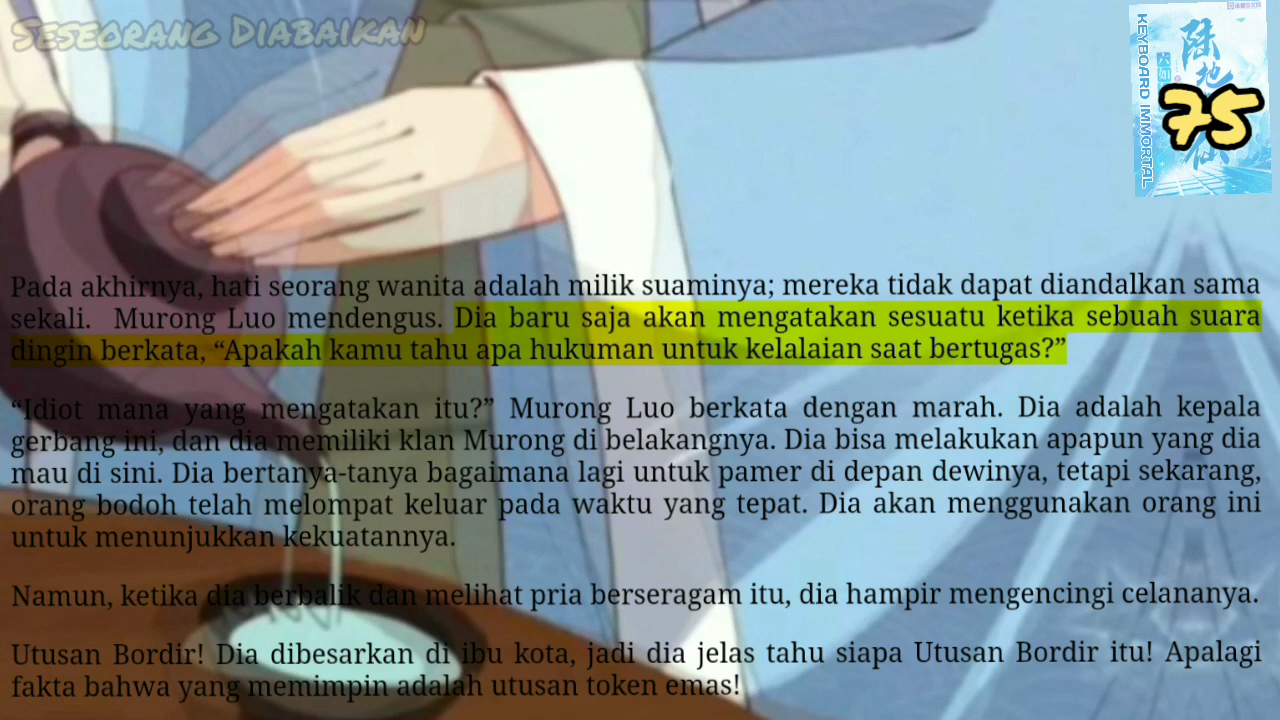 Seseorang Diabaikan
KEYBOARD IMMORTAL
陆地
75
Pada akhirnya, hati seorang wanita adalah milik suaminya; mereka tidak dapat diandalkan sama
sekali. Murong Luo mendengus. Dia baru saja akan mengatakan sesuatu ketika sebuah suara
dingin berkata, “Apakah kamu tahu apa hukuman untuk kelalaian saat bertugas?”
“Idiot mana yang mengatakan itu?” Murong Luo berkata dengan marah. Dia adalah kepala
gerbang ini, dan dia memiliki klan Murong di belakangnya. Dia bisa melakukan apapun yang dia
mau di sini. Dia bertanya-tanya bagaimana lagi untuk pamer di depan dewinya, tetapi sekarang,
orang bodoh telah melompat keluar pada waktu yang tepat. Dia akan menggunakan orang ini
untuk menunjukkan kekuatannya.
Namun, ketika dia berbalik dan melihat pria berseragam itu, dia hampir mengencingi celananya.
Utusan Bordir! Dia dibesarkan di ibu kota, jadi dia jelas tahu siapa Utusan Bordir itu! Apalagi
fakta bahwa yang memimpin adalah utusan token emas!